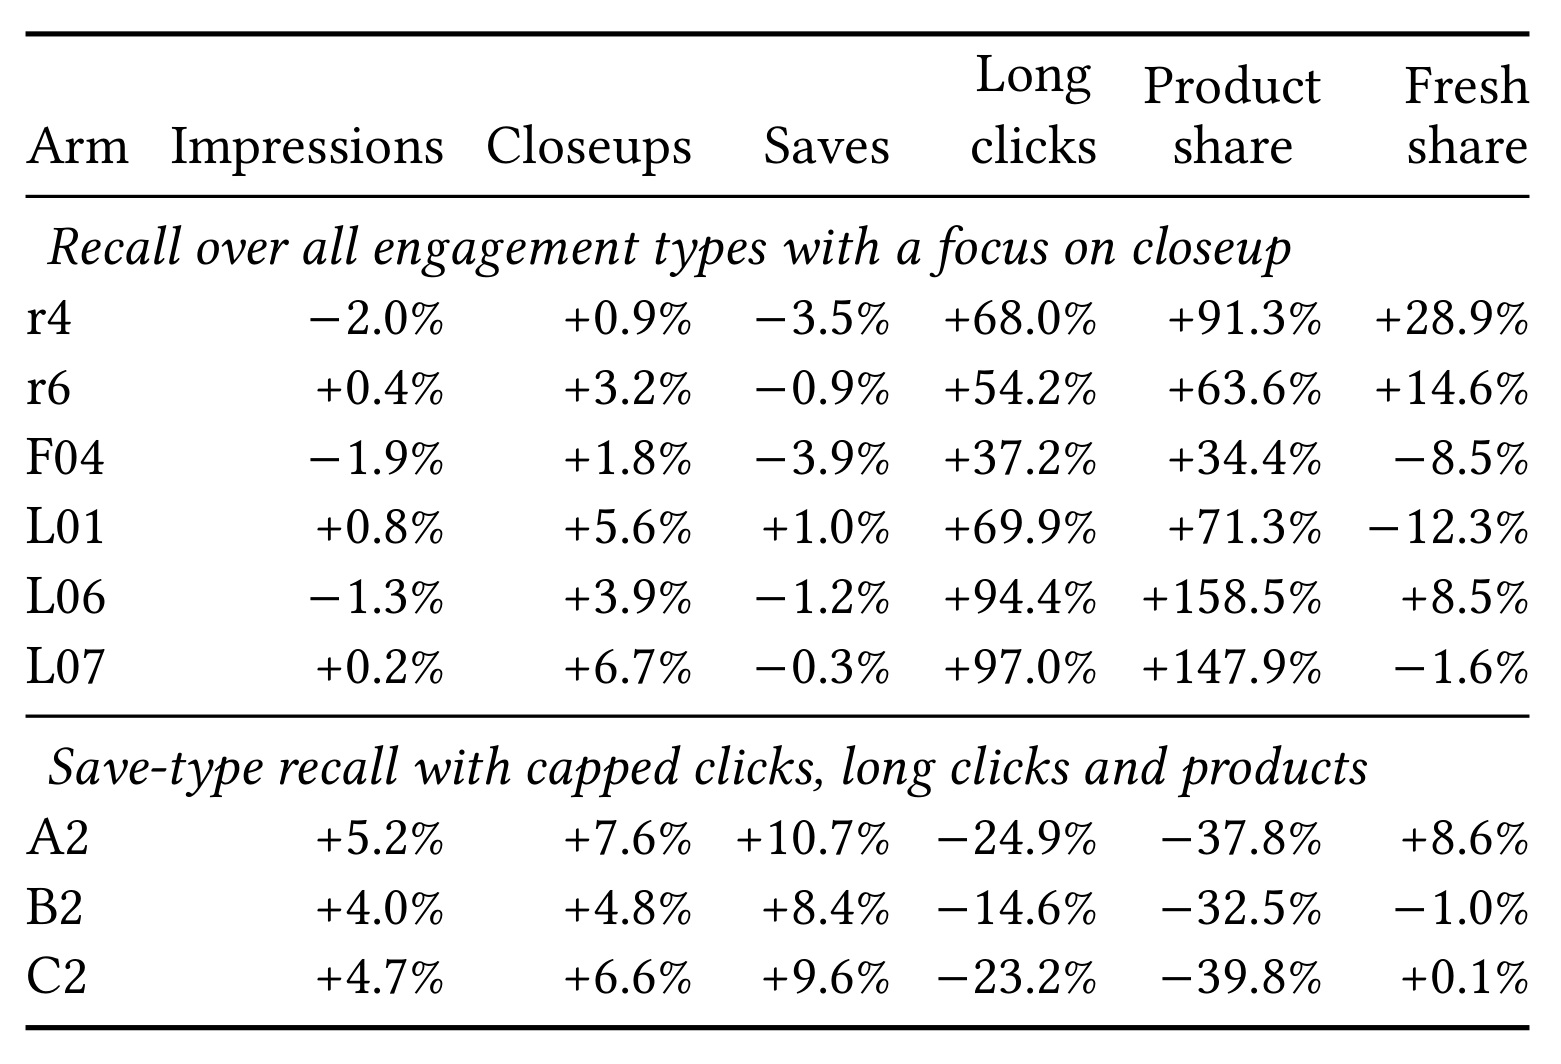 Arm Impressions Closeups Saves Long clicks Product share Fresh share
Recall over all engagement types with a focus on closeup
r4 −2.0% +0.9% −3.5% +68.0% +91.3% +28.9%
r6 +0.4% +3.2% −0.9% +54.2% +63.6% +14.6%
F04 −1.9% +1.8% −3.9% +37.2% +34.4% −8.5%
L01 +0.8% +5.6% +1.0% +69.9% +71.3% −12.3%
L06 −1.3% +3.9% −1.2% +94.4% +158.5% +8.5%
L07 +0.2% +6.7% −0.3% +97.0% +147.9% −1.6%
Save-type recall with capped clicks, long clicks and products
A2 +5.2% +7.6% +10.7% −24.9% −37.8% +8.6%
B2 +4.0% +4.8% +8.4% −14.6% −32.5% −1.0%
C2 +4.7% +6.6% +9.6% −23.2% −39.8% +0.1%